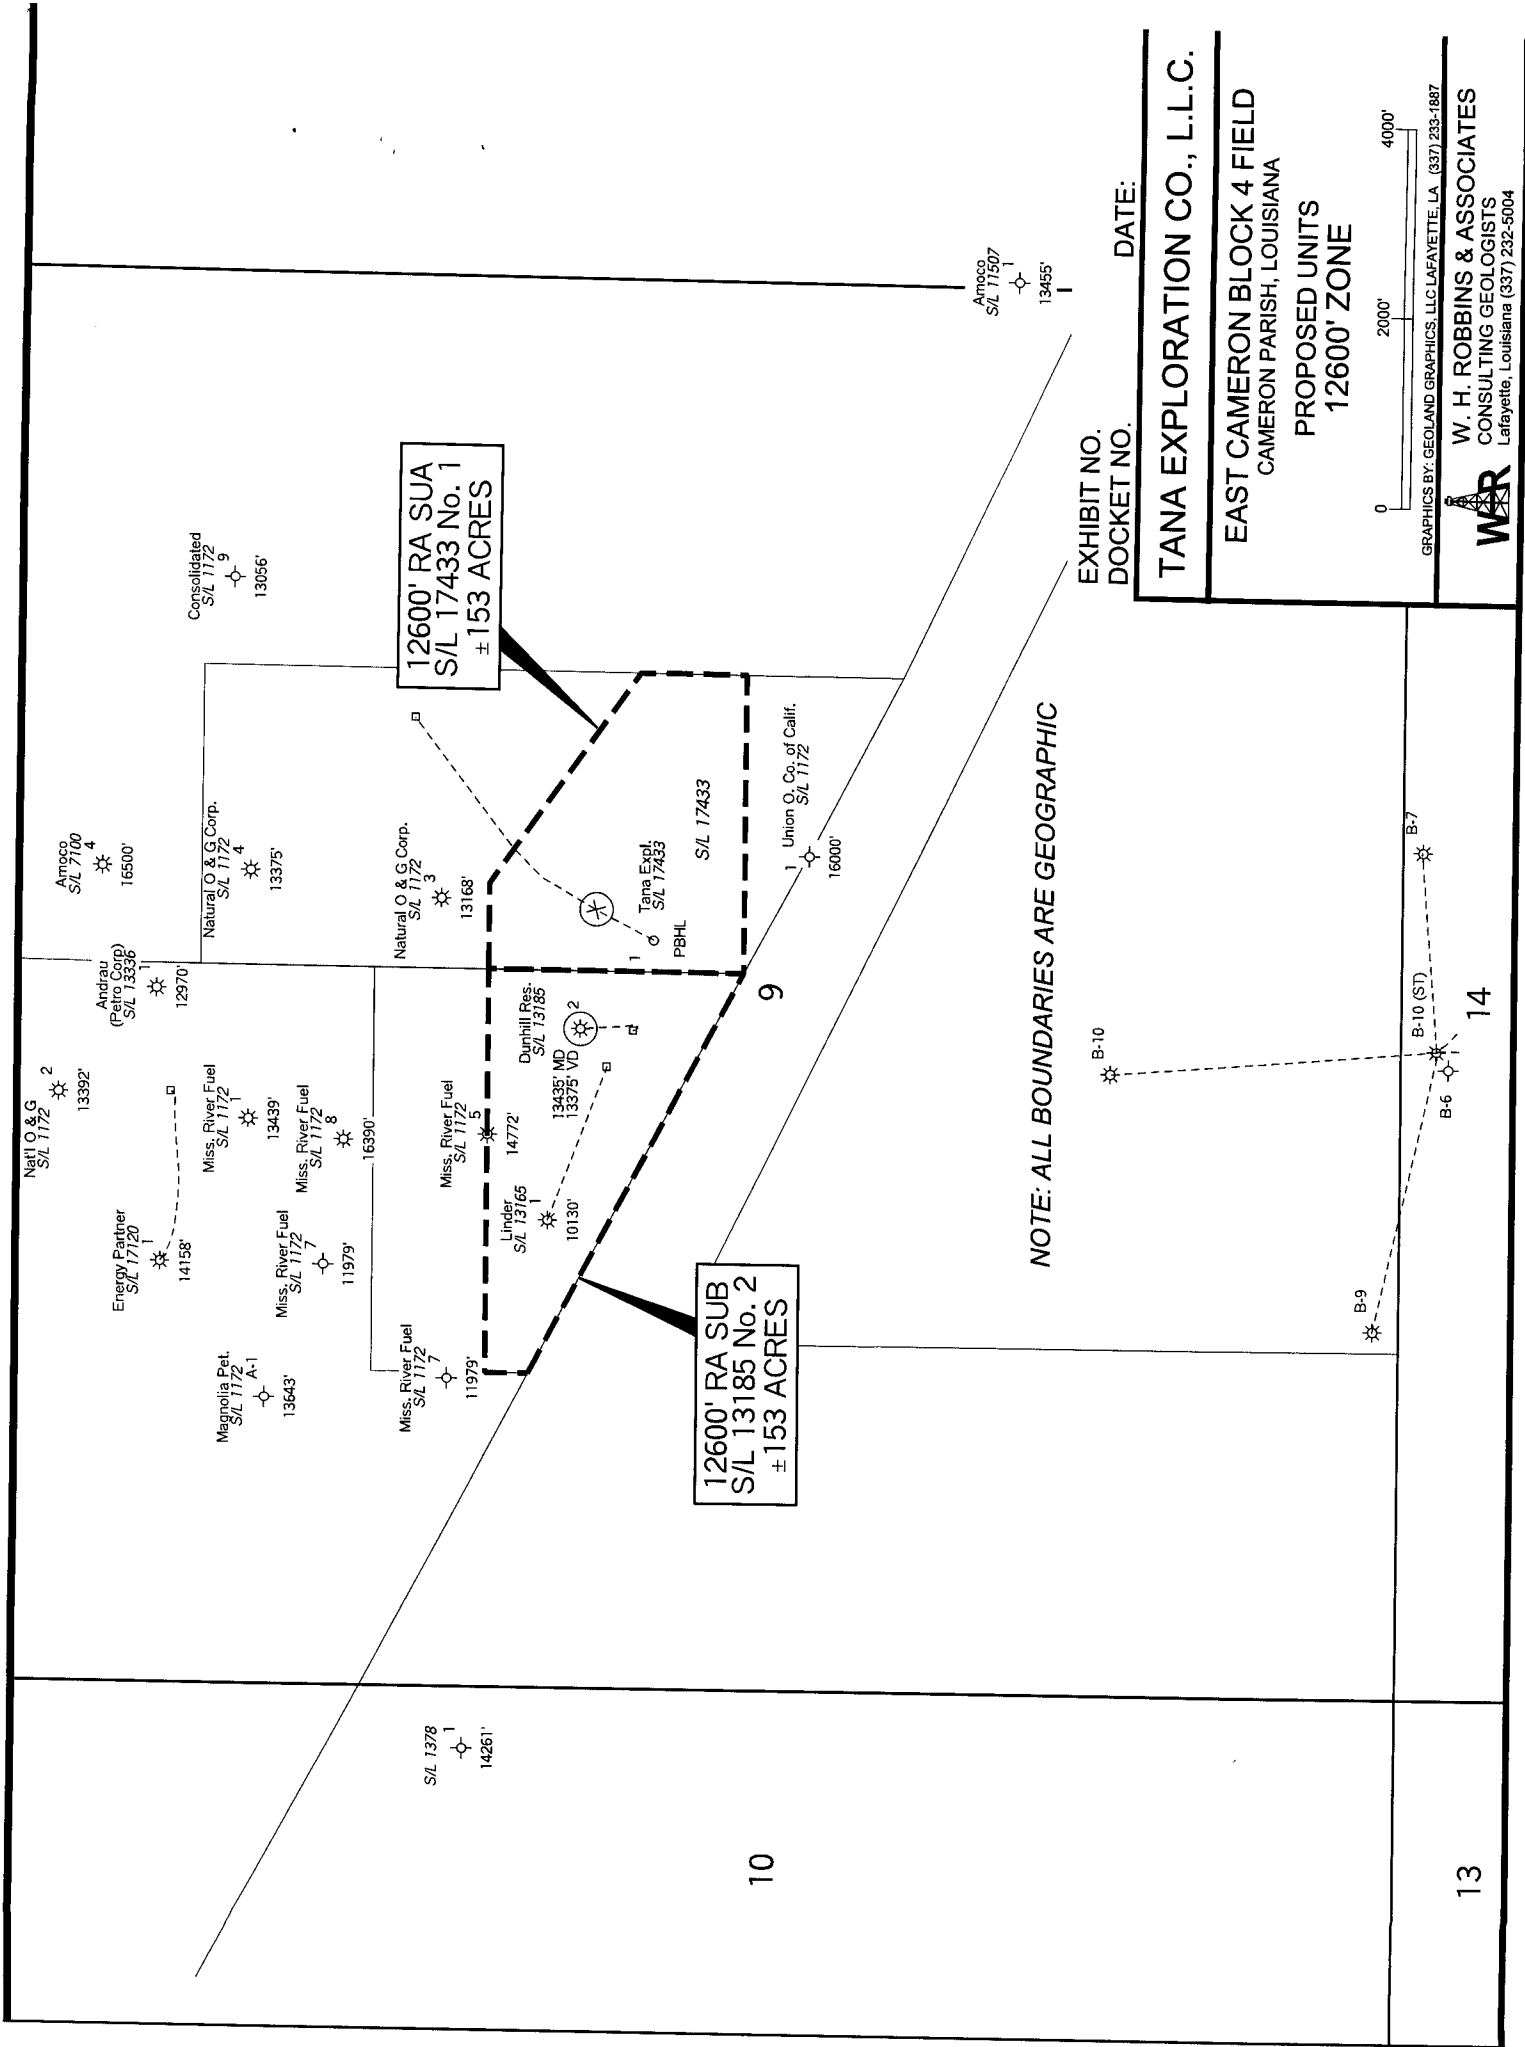 Nat'l O & G
S/L 1172
2
13392'
Amoco
S/L 7100
4
16500'
Andrau
(Petro Corp)
S/L 13336
1
12970'
Energy Partner
S/L 17120
1
14158'
Consolidated
S/L 1172
9
13056'
Natural O & G Corp.
S/L 1172
4
13375'
Miss. River Fuel
S/L 1172
1
13439'
Miss. River Fuel
S/L 1172
8
16390'
Miss. River Fuel
S/L 1172
7
11979'
Magnolia Pet.
S/L 1172
A-1
13643'
Natural O & G Corp.
S/L 1172
3
13168'
Miss. River Fuel
S/L 1172
5
14772'
Miss. River Fuel
S/L 1172
7
11979'
S/L 1378
1
14261'
12600' RA SUA
S/L 17433 No. 1
±153 ACRES
Linder
S/L 13165
1
10130'
Dunhill Res.
S/L 13185
2
13435' MD
13375' VD
Tana Expl.
S/L 17433
1
PBHL
S/L 17433
12600' RA SUB
S/L 13185 No. 2
±153 ACRES
Union O. Co. of Calif.
S/L 1172
1
16000'
9
10
Amoco
S/L 11507
1
13455'
NOTE: ALL BOUNDARIES ARE GEOGRAPHIC
B-10
B-9
B-7
B-10 (ST)
1
B-6
14
13
EXHIBIT NO.
DATE:
DOCKET NO.
TANA EXPLORATION CO., L.L.C.
EAST CAMERON BLOCK 4 FIELD
CAMERON PARISH, LOUISIANA
PROPOSED UNITS
12600' ZONE
0 2000' 4000'
GRAPHICS BY: GEOLAND GRAPHICS, LLC LAFAYETTE, LA (337) 233-1887
WR
W. H. ROBBINS & ASSOCIATES
CONSULTING GEOLOGISTS
Lafayette, Louisiana (337) 232-5004